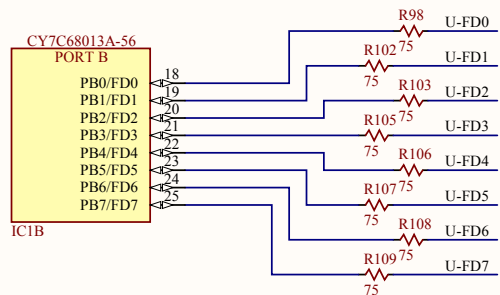 CY7C68013A-56
PORT B
PB0/FD0 18 R98 75 U-FD0
PB1/FD1 19 R102 75 U-FD1
PB2/FD2 20 R103 75 U-FD2
PB3/FD3 21 R105 75 U-FD3
PB4/FD4 22 R106 75 U-FD4
PB5/FD5 23 R107 75 U-FD5
PB6/FD6 24 R108 75 U-FD6
PB7/FD7 25 R109 75 U-FD7
IC1B